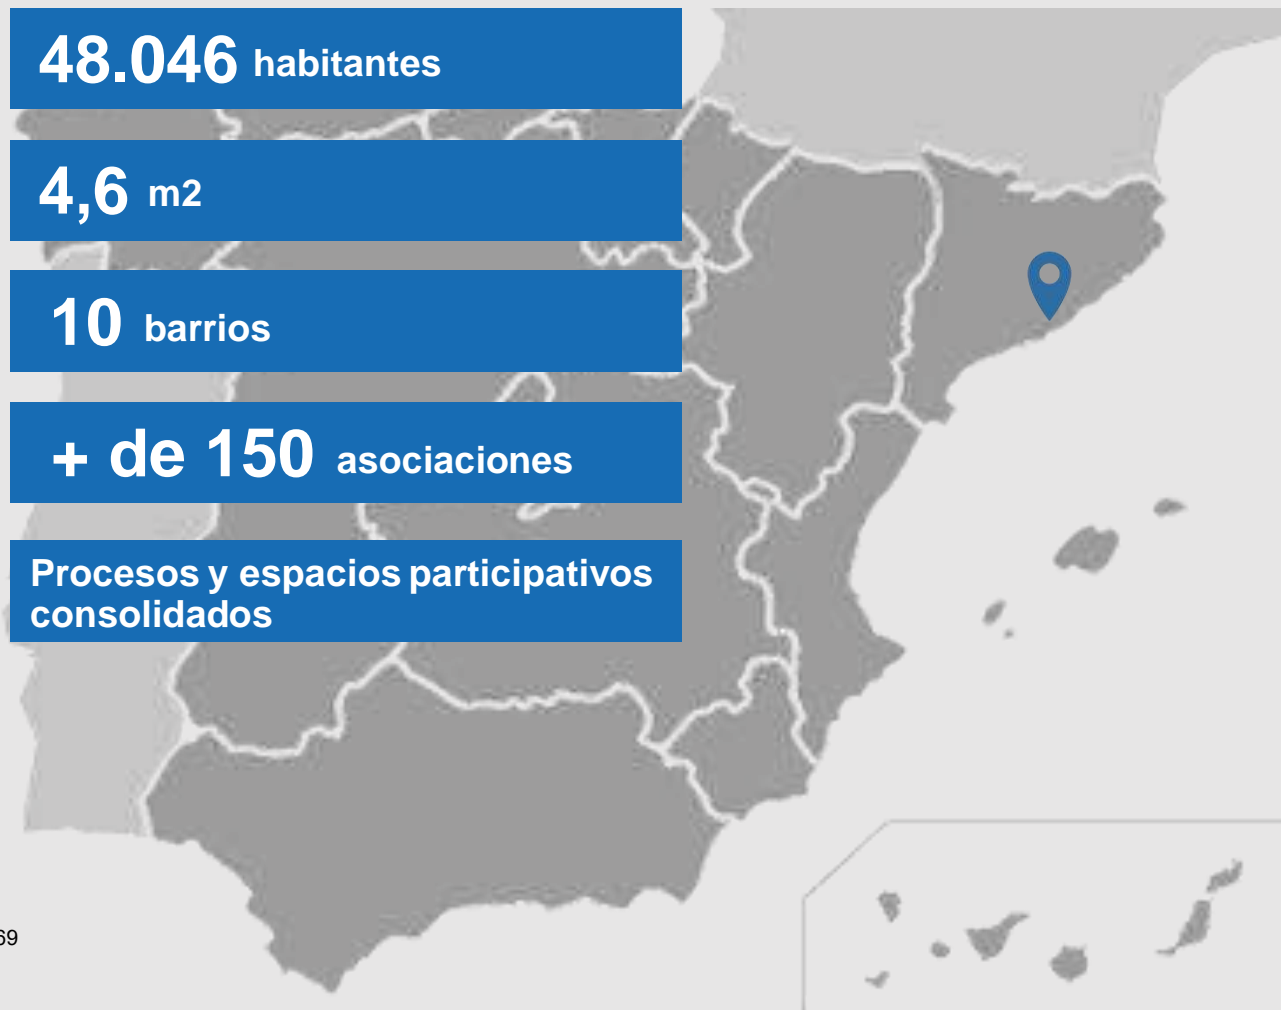 48.046 habitantes
4,6 m2
10 barrios
+ de 150 asociaciones
Procesos y espacios participativos
consolidados
69